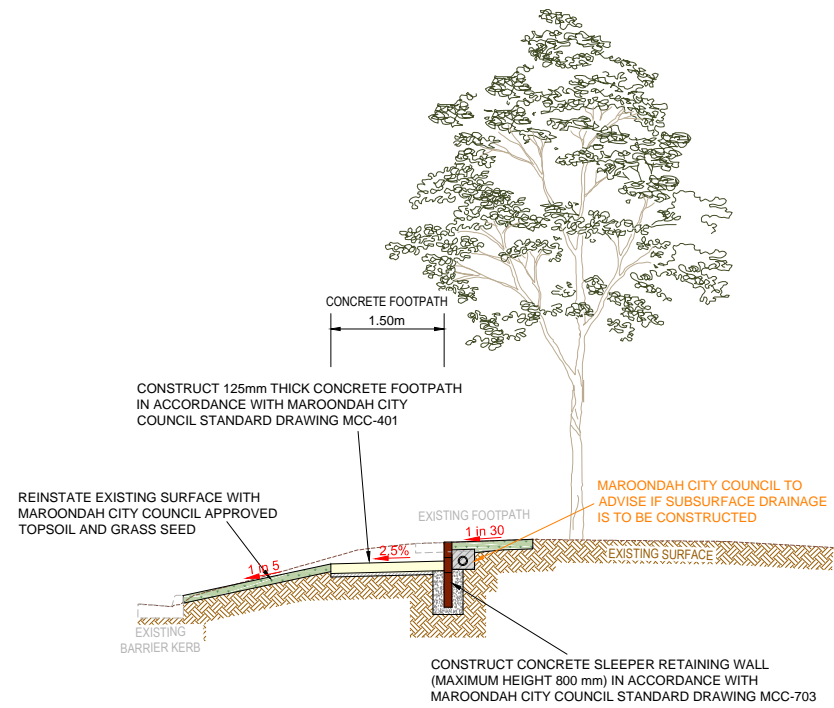 CONCRETE FOOTPATH
1.50m
CONSTRUCT 125mm THICK CONCRETE FOOTPATH
IN ACCORDANCE WITH MAROONDAH CITY
COUNCIL STANDARD DRAWING MCC-401
REINSTATE EXISTING SURFACE WITH
MAROONDAH CITY COUNCIL APPROVED
TOPSOIL AND GRASS SEED
MAROONDAH CITY COUNCIL TO
ADVISE IF SUBSURFACE DRAINAGE
IS TO BE CONSTRUCTED
EXISTING FOOTPATH
1 in 30
2.5%
EXISTING SURFACE
1 in 5
EXISTING
BARRIER KERB
CONSTRUCT CONCRETE SLEEPER RETAINING WALL
(MAXIMUM HEIGHT 800 mm) IN ACCORDANCE WITH
MAROONDAH CITY COUNCIL STANDARD DRAWING MCC-703